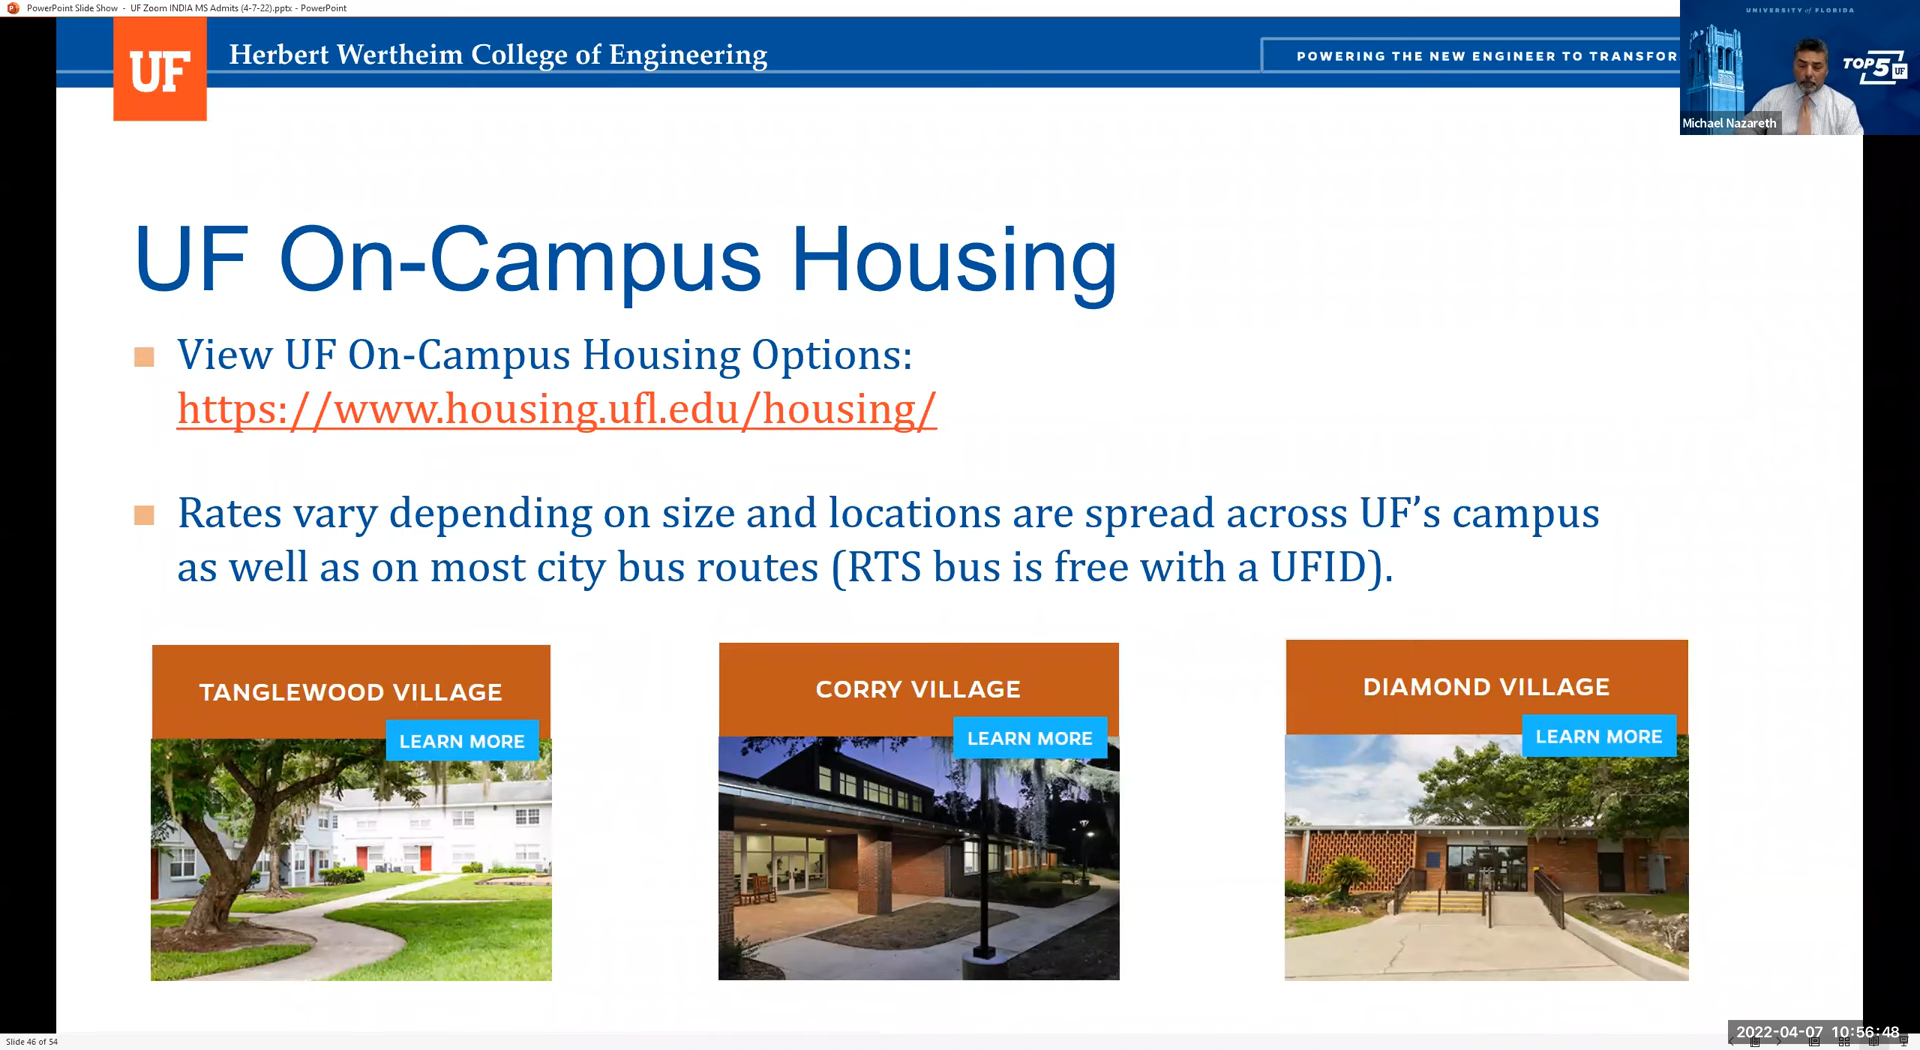 PowerPoint Slide Show - UF Zoom INDIA MS Admits (4-7-22).pptx - PowerPoint
UF
Herbert Wertheim College of Engineering
POWERING THE NEW ENGINEER TO TRANSFOR
UNIVERSITY of FLORIDA
TOP 5 UF
Michael Nazareth
UF On-Campus Housing
View UF On-Campus Housing Options:
https://www.housing.ufl.edu/housing/
Rates vary depending on size and locations are spread across UF’s campus
as well as on most city bus routes (RTS bus is free with a UFID).
TANGLEWOOD VILLAGE
LEARN MORE
CORRY VILLAGE
LEARN MORE
DIAMOND VILLAGE
LEARN MORE
Slide 46 of 54
2022-04-07 10:56:48